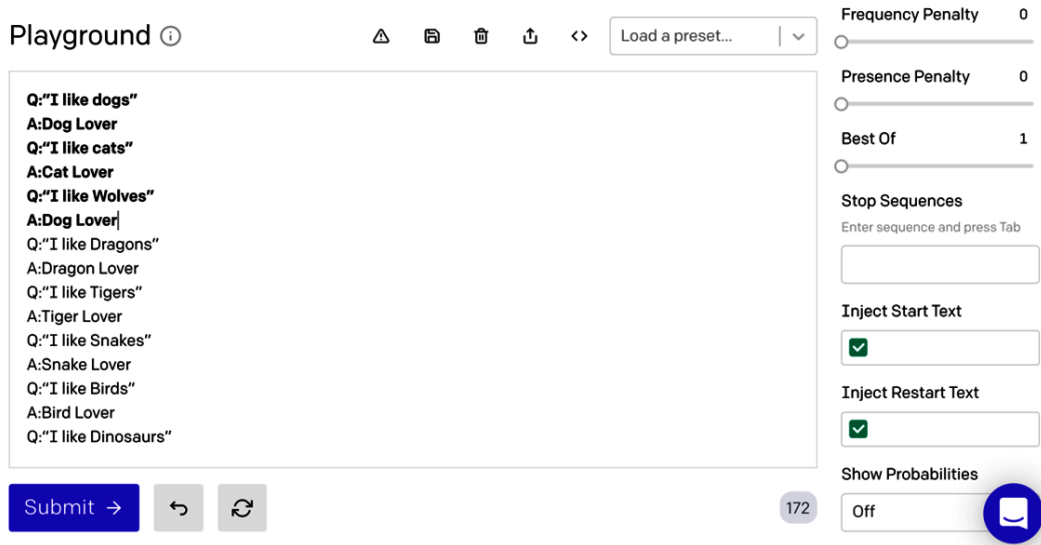 Playground
Load a preset...
Q:"I like dogs"
A:Dog Lover
Q:"I like cats"
A:Cat Lover
Q:"I like Wolves"
A:Dog Lover
Q:"I like Dragons"
A:Dragon Lover
Q:"I like Tigers"
A:Tiger Lover
Q:"I like Snakes"
A:Snake Lover
Q:"I like Birds"
A:Bird Lover
Q:"I like Dinosaurs"
Submit
172
Frequency Penalty 0
Presence Penalty 0
Best Of 1
Stop Sequences
Enter sequence and press Tab
Inject Start Text
Inject Restart Text
Show Probabilities
Off